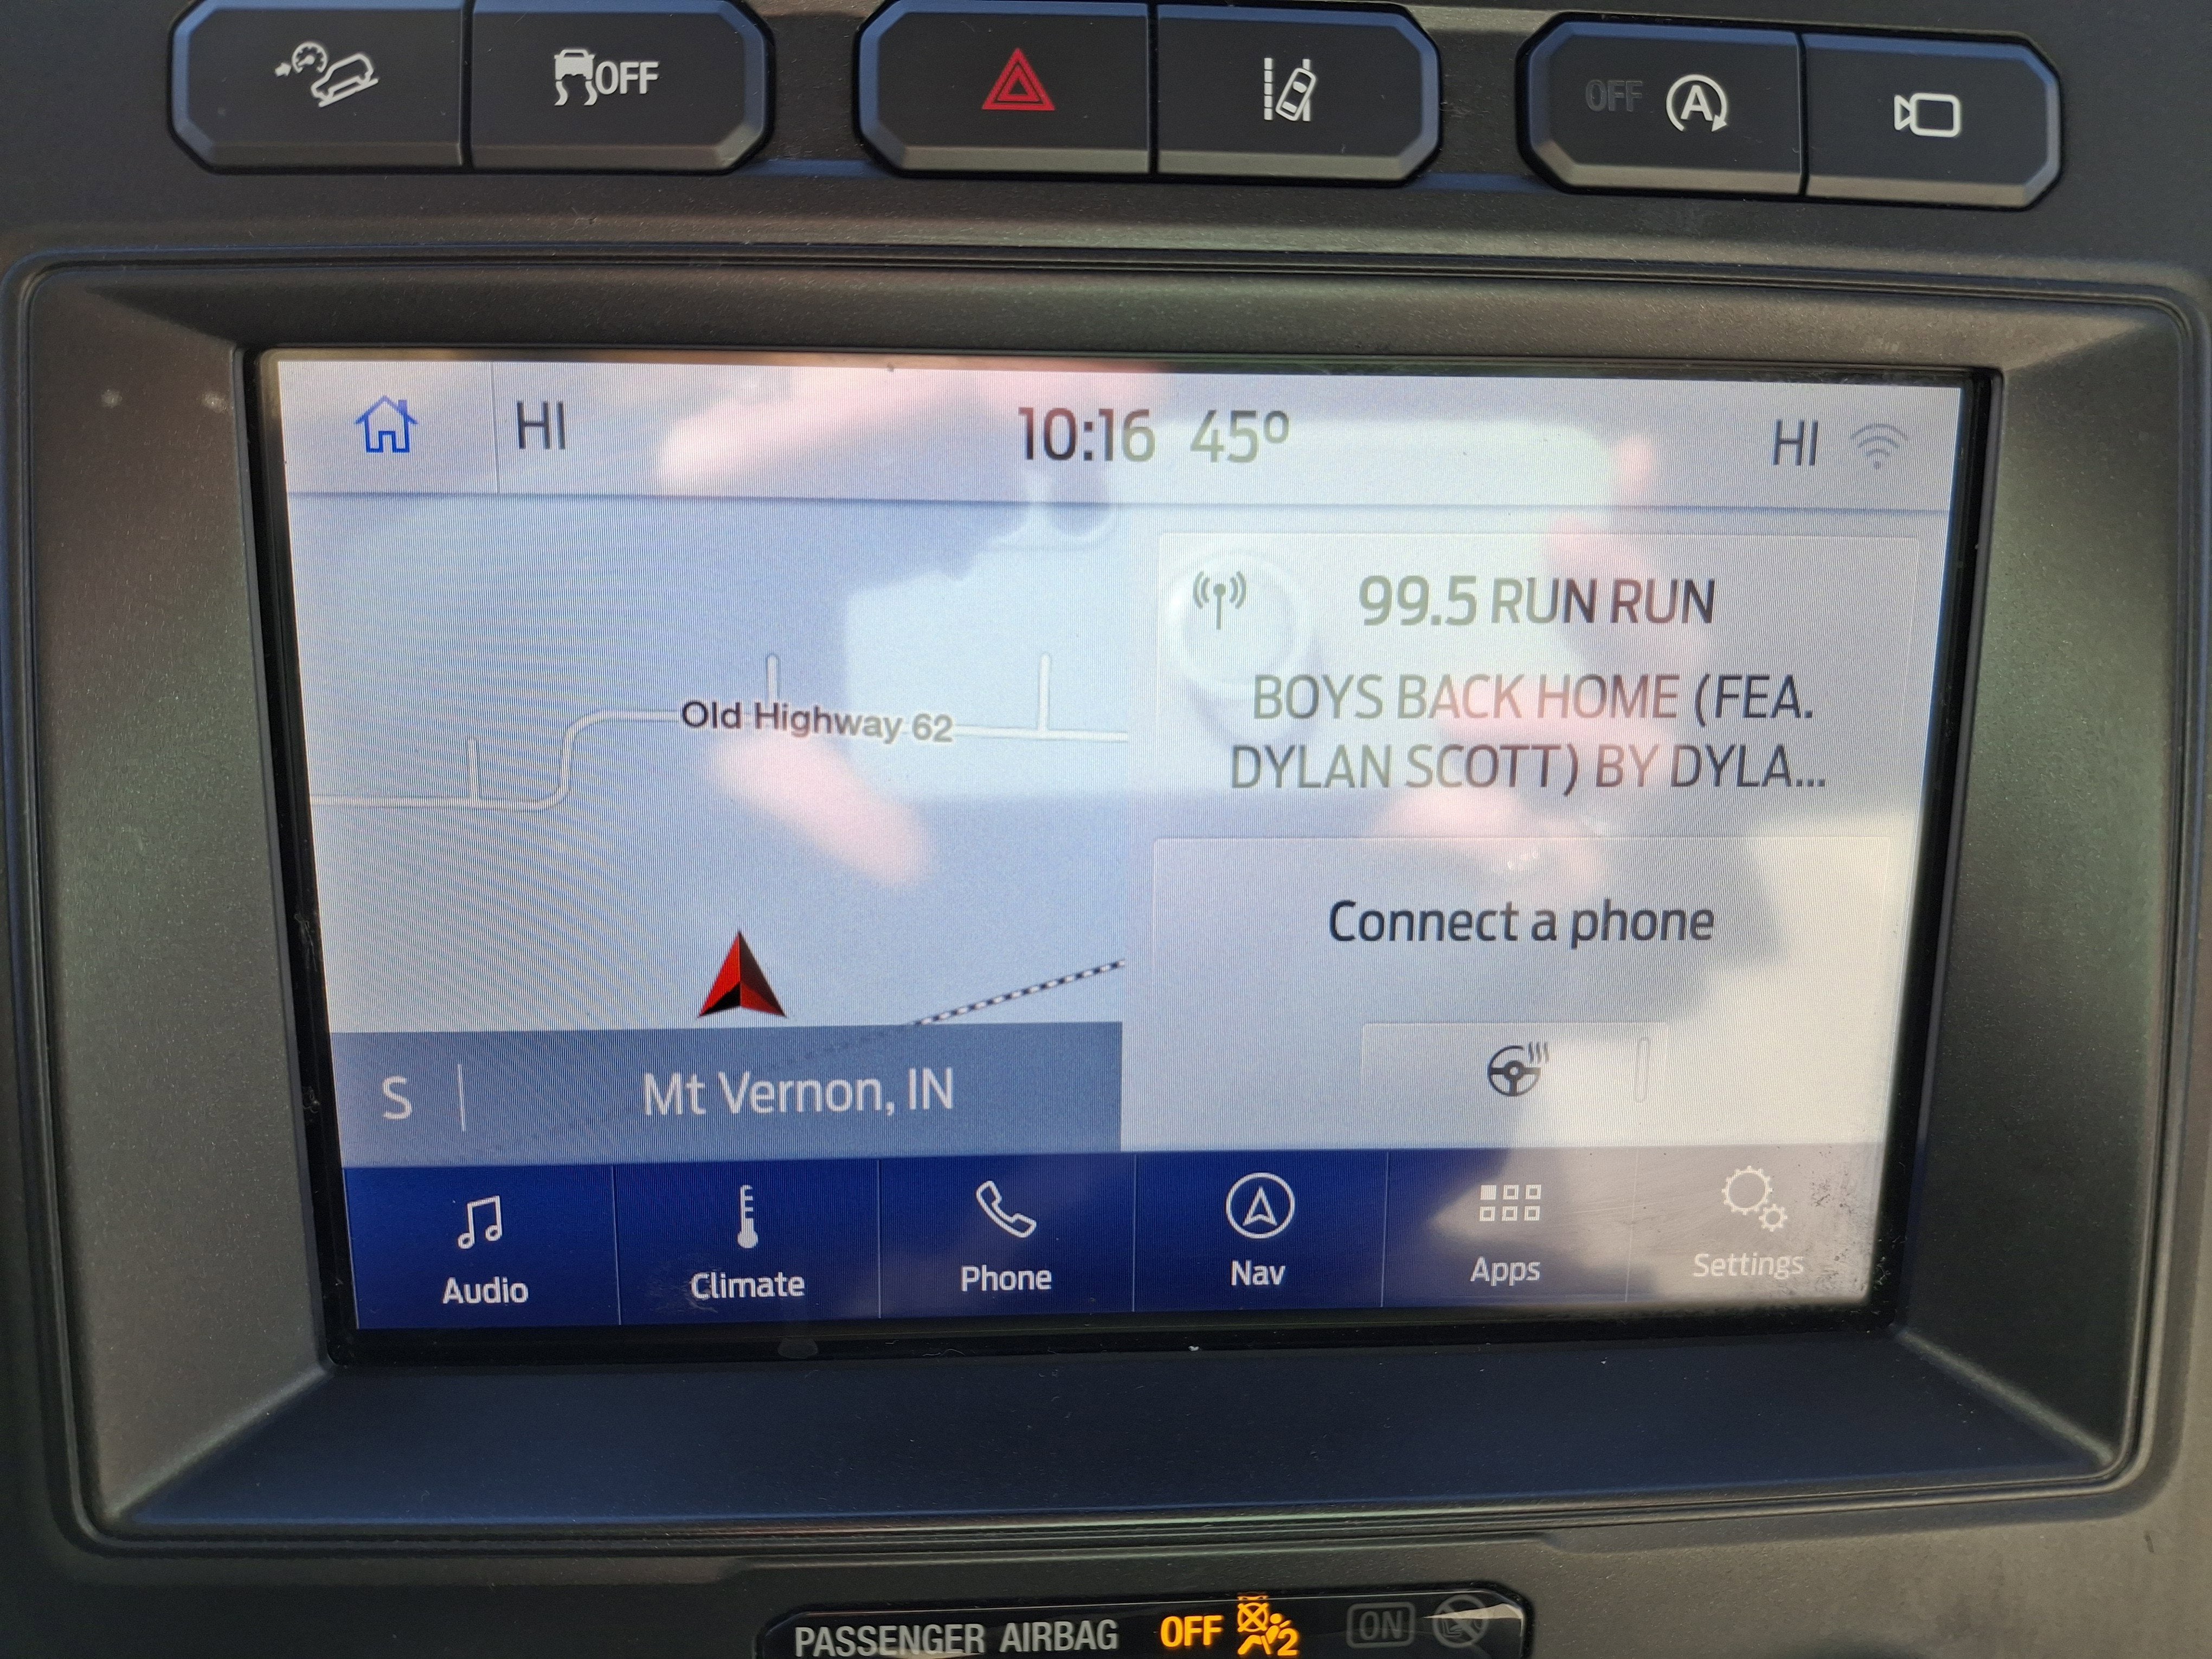 OFF
OFF A
HI 10:16 45° HI
99.5 RUN RUN
BOYS BACK HOME (FEA.
DYLAN SCOTT) BY DYLA...
Old Highway 62
Connect a phone
S Mt Vernon, IN
Audio Climate Phone Nav Apps Settings
PASSENGER AIRBAG OFF 2 ON